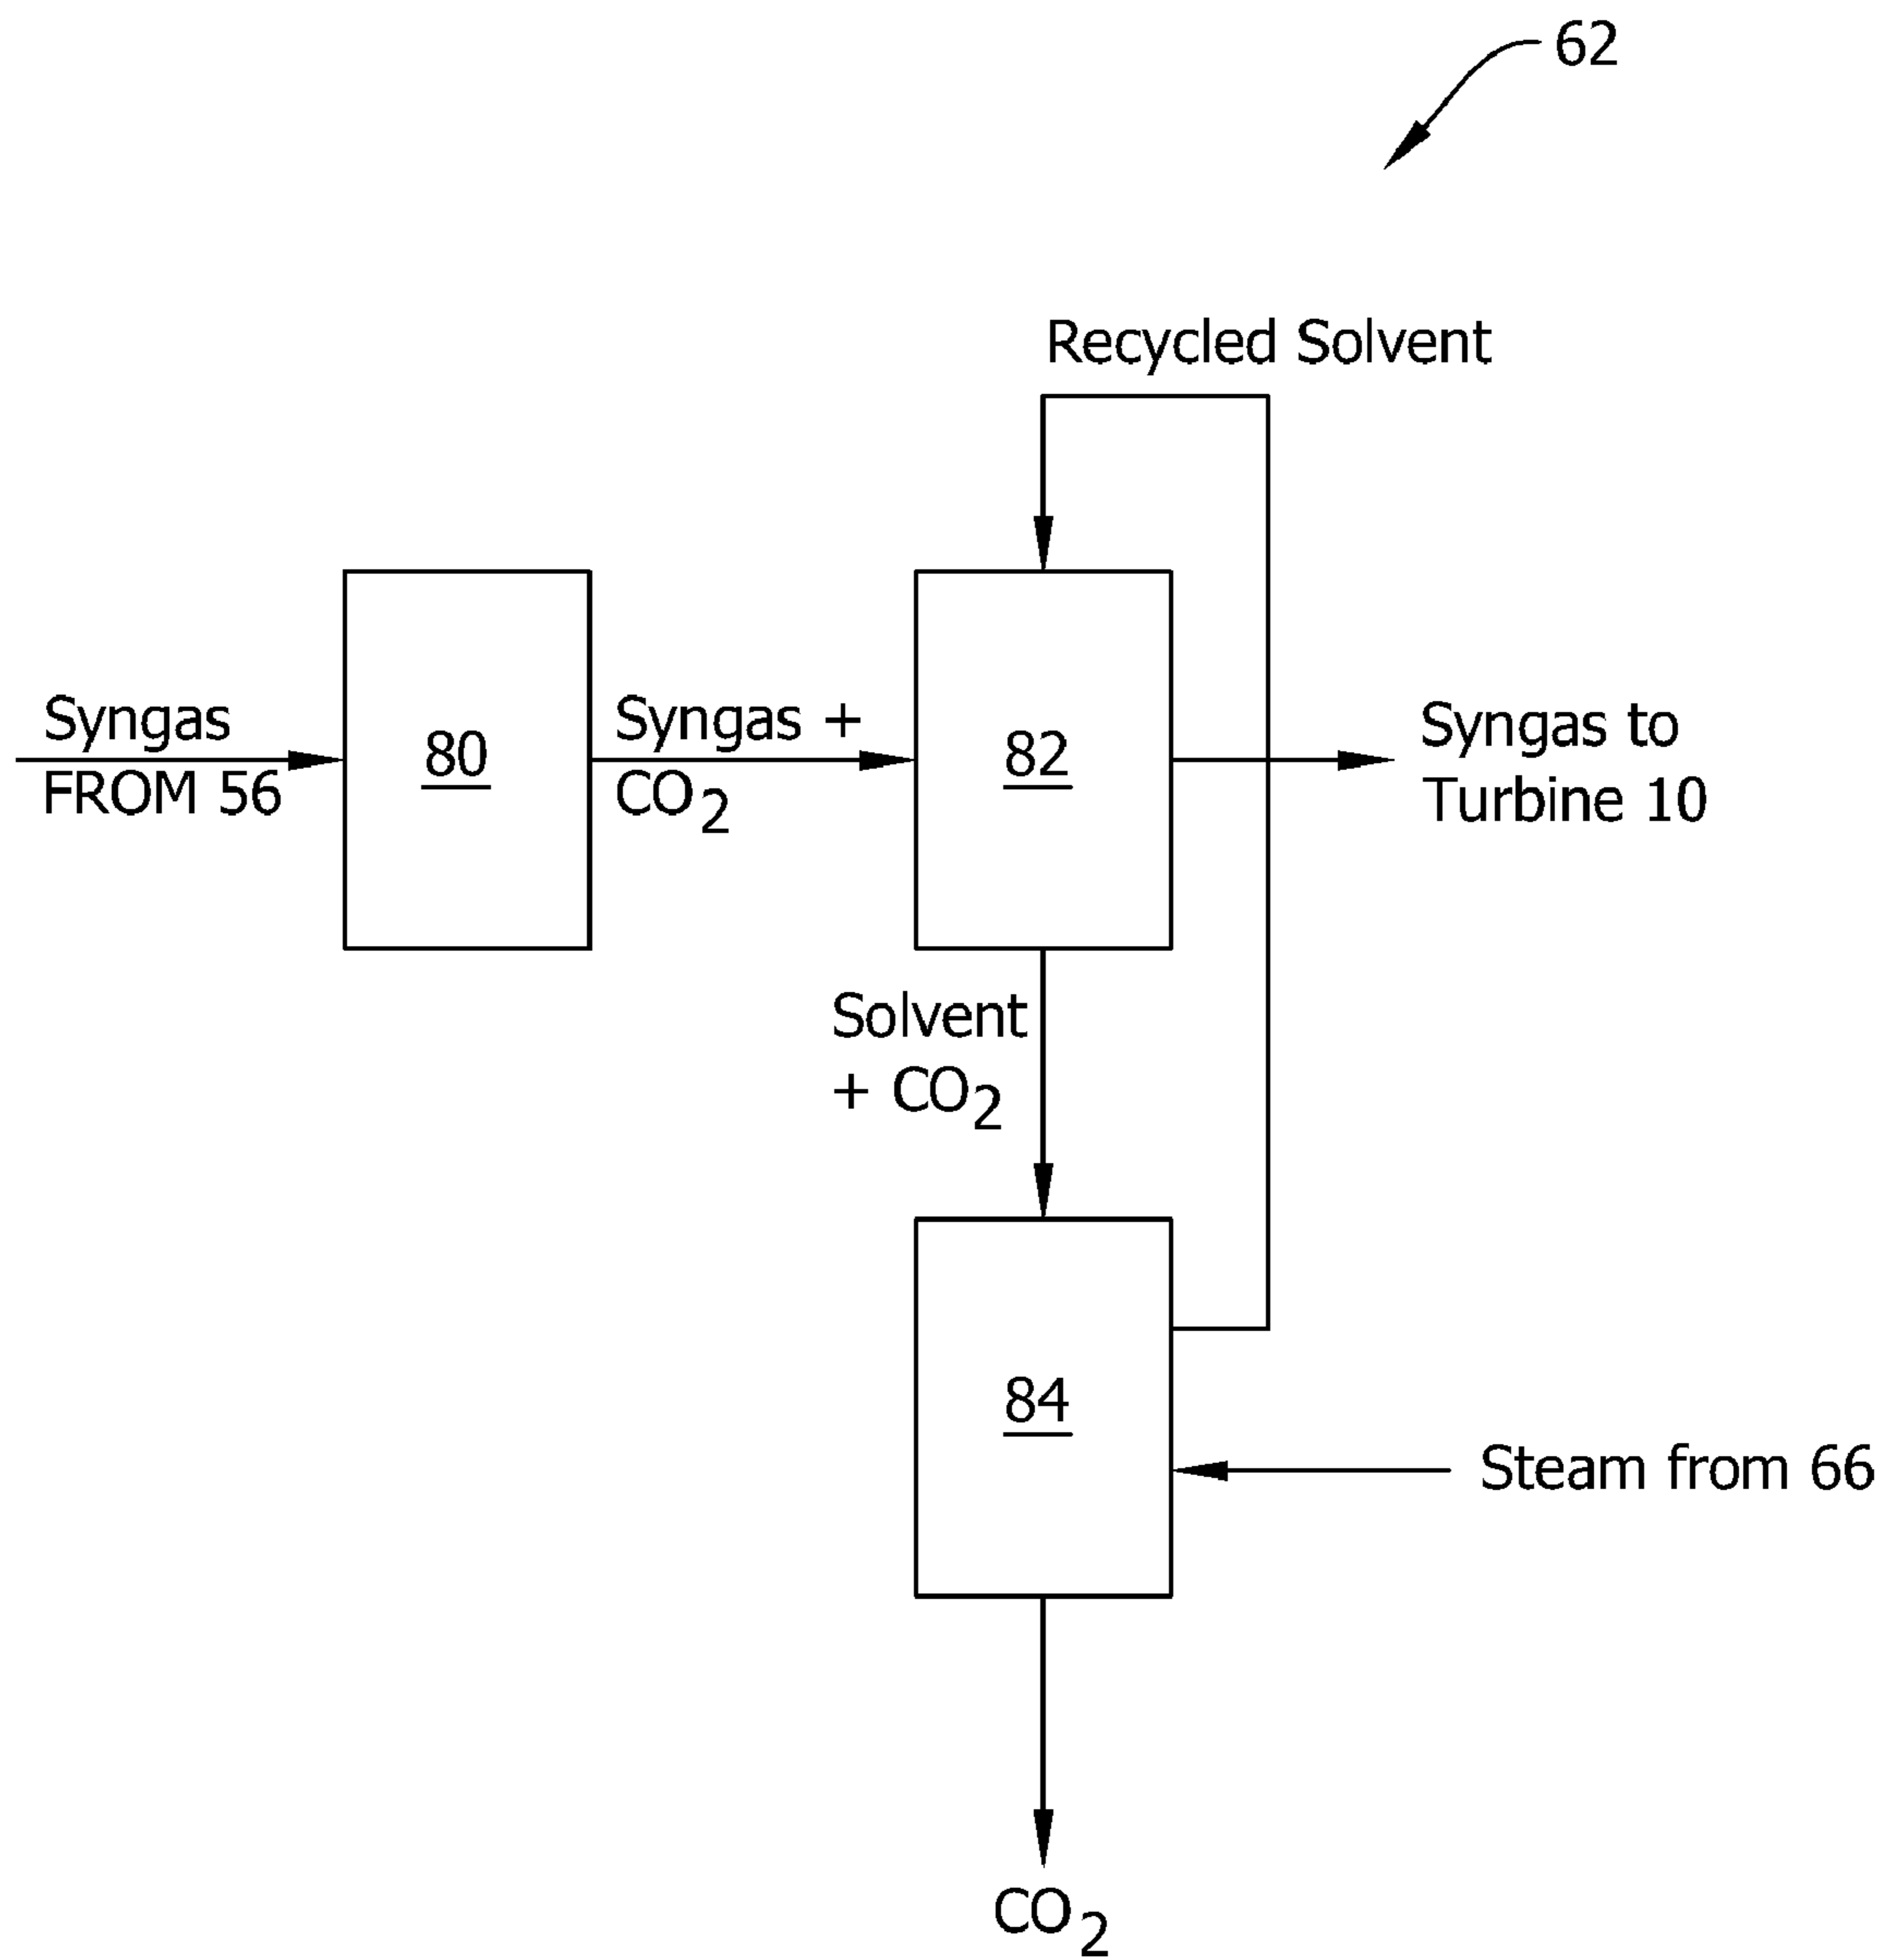 62
Recycled Solvent
Syngas
FROM 56
80
Syngas +
CO2
82
Syngas to
Turbine 10
Solvent
+ CO2
84
Steam from 66
CO2